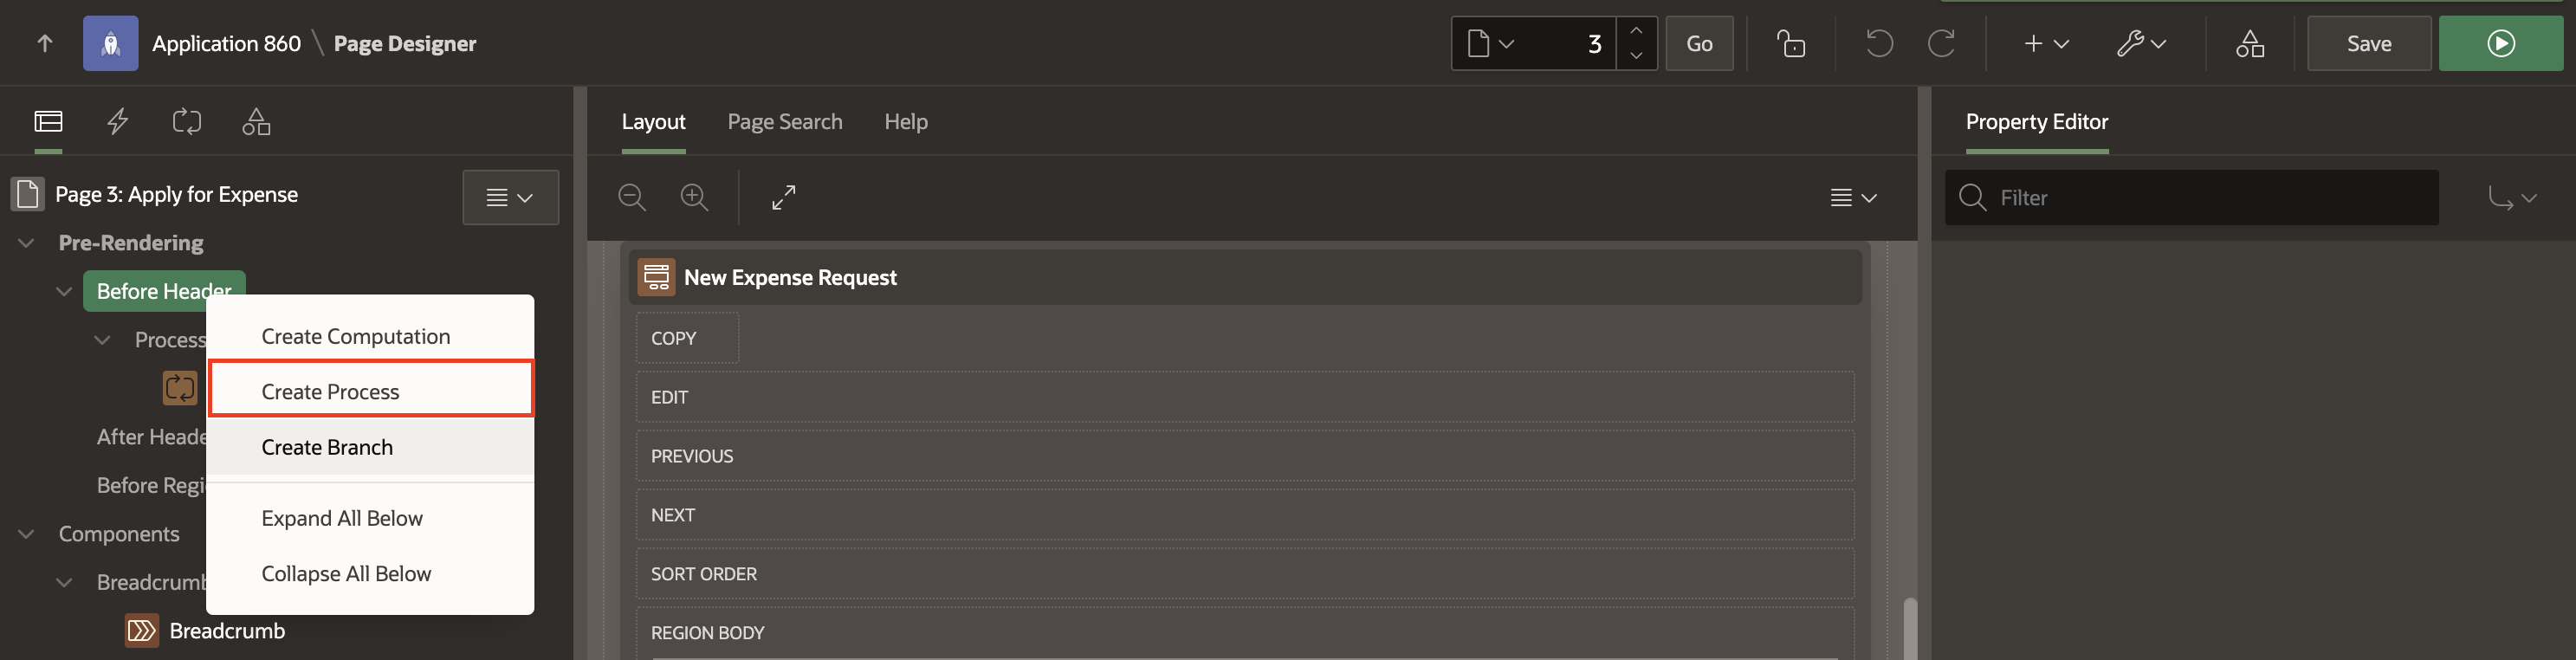 Application 860 \ Page Designer
3
Go
Save
Layout
Page Search
Help
Property Editor
Page 3: Apply for Expense
Filter
Pre-Rendering
New Expense Request
Before Header
Create Computation
COPY
Process
Create Process
EDIT
After Heade
Create Branch
PREVIOUS
Before Regi
Expand All Below
NEXT
Components
Collapse All Below
SORT ORDER
Breadcrumb
Breadcrumb
REGION BODY